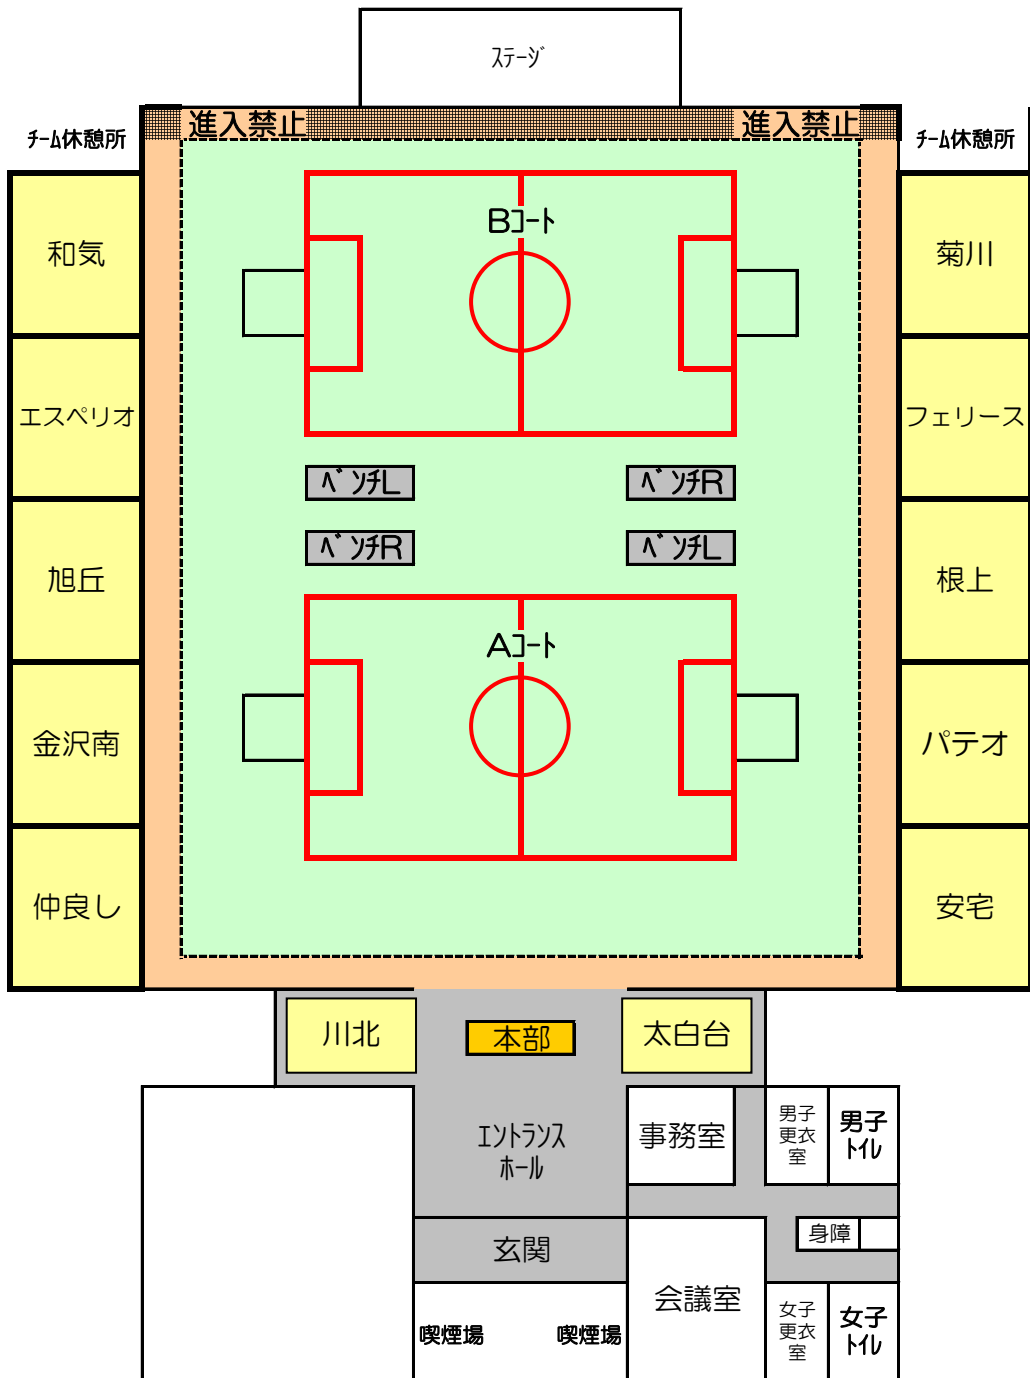 ｽﾃｰｼﾞ
進入禁止
進入禁止
ﾁｰﾑ休憩所
ﾁｰﾑ休憩所
和気
Bｺｰﾄ
菊川
エスペリオ
フェリース
ﾍﾞﾝﾁL
ﾍﾞﾝﾁR
ﾍﾞﾝﾁR
ﾍﾞﾝﾁL
旭丘
根上
Aｺｰﾄ
金沢南
パテオ
仲良し
安宅
川北
本部
太白台
ｴﾝﾄﾗﾝｽ
ﾎｰﾙ
事務室
男子
更衣
室
男子
ﾄｲﾚ
玄関
身障
会議室
喫煙場
喫煙場
女子
更衣
室
女子
ﾄｲﾚ